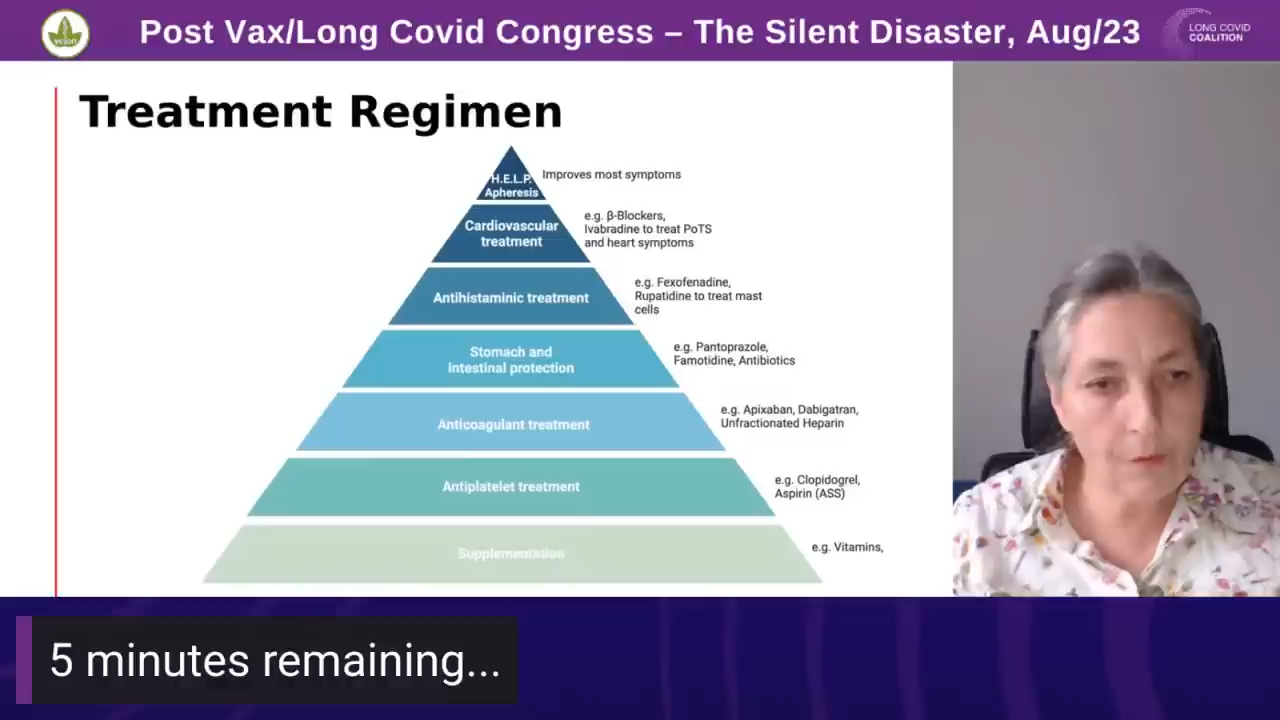 vejon
Post Vax/Long Covid Congress – The Silent Disaster, Aug/23
LONG COVID
COALITION
Treatment Regimen
H.E.L.P.
Apheresis
Improves most symptoms
Cardiovascular
treatment
e.g. β-Blockers,
Ivabradine to treat PoTS
and heart symptoms
Antihistaminic treatment
e.g. Fexofenadine,
Rupatidine to treat mast
cells
Stomach and
intestinal protection
e.g. Pantoprazole,
Famotidine, Antibiotics
Anticoagulant treatment
e.g. Apixaban, Dabigatran,
Unfractionated Heparin
Antiplatelet treatment
e.g. Clopidogrel,
Aspirin (ASS)
Supplementation
e.g. Vitamins,
5 minutes remaining...